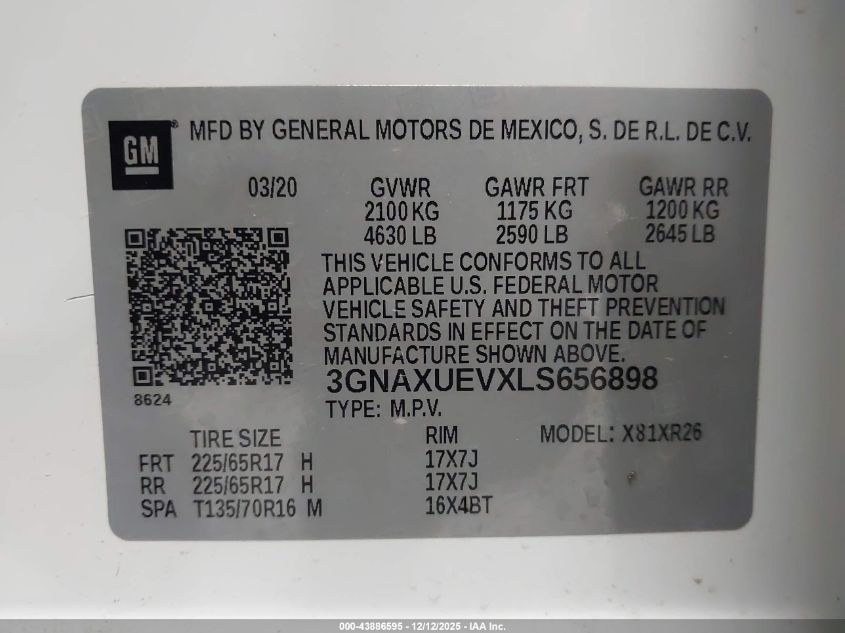 GM ® MFD BY GENERAL MOTORS DE MEXICO, S. DE R.L. DE C.V.
03/20 GVWR GAWR FRT GAWR RR
2100 KG 1175 KG 1200 KG
4630 LB 2590 LB 2645 LB
THIS VEHICLE CONFORMS TO ALL
APPLICABLE U.S. FEDERAL MOTOR
VEHICLE SAFETY AND THEFT PREVENTION
STANDARDS IN EFFECT ON THE DATE OF
MANUFACTURE SHOWN ABOVE.
3GNAXUEVXLS656898
8624
TYPE: M.P.V.
TIRE SIZE RIM MODEL: X81XR26
FRT 225/65R17 H 17X7J
RR 225/65R17 H 17X7J
SPA T135/70R16 M 16X4BT
000-43886595 - 12/12/2025 - IAA Inc.